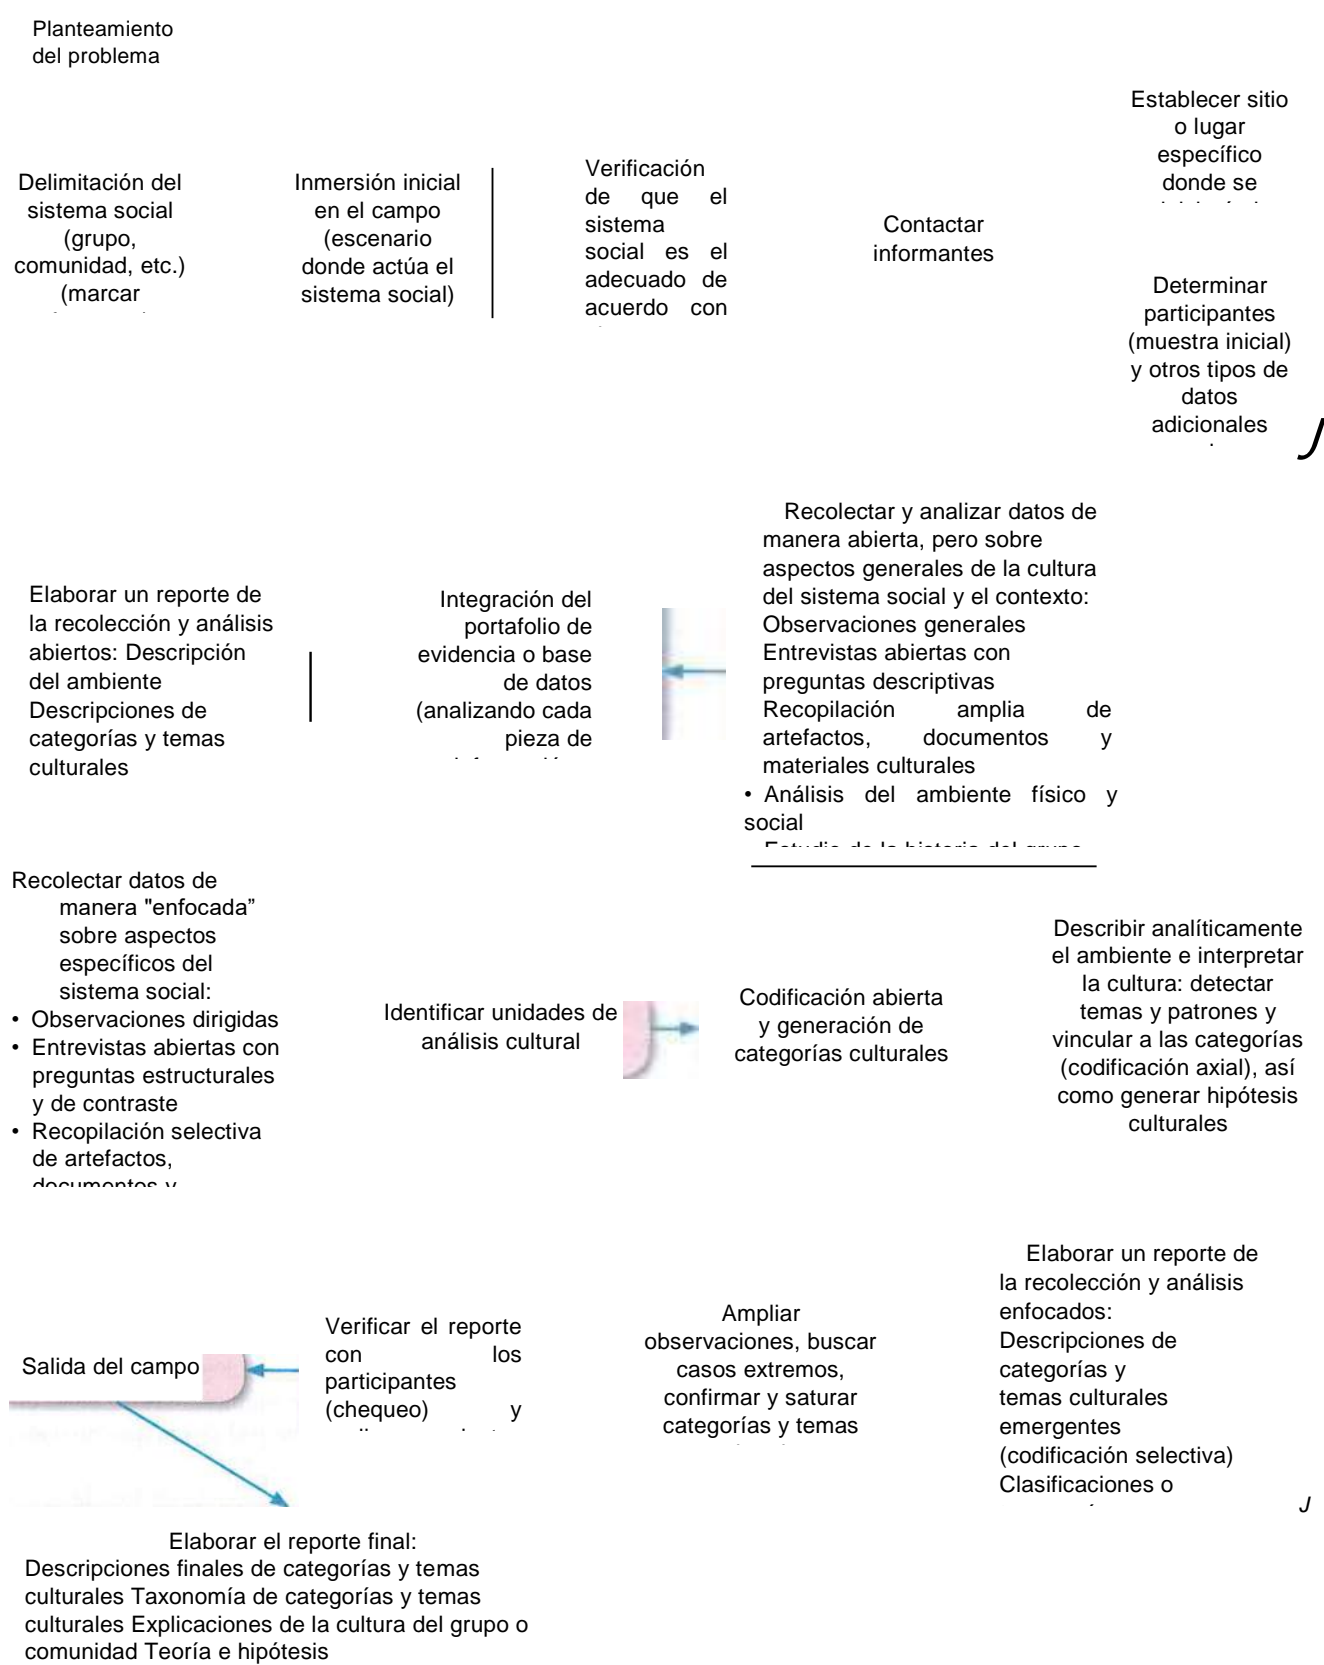 Planteamiento
del problema
Delimitación del
sistema social
(grupo,
comunidad, etc.)
(marcar
Inmersión inicial
en el campo
(escenario
donde actúa el
sistema social)
Verificación
de que el
sistema
social es el
adecuado de
acuerdo con
Contactar
informantes
Establecer sitio
o lugar
específico
donde se
Determinar
participantes
(muestra inicial)
y otros tipos de
datos
adicionales
J
Recolectar y analizar datos de
manera abierta, pero sobre
aspectos generales de la cultura
del sistema social y el contexto:
Observaciones generales
Entrevistas abiertas con
preguntas descriptivas
Recopilación amplia de
artefactos, documentos y
materiales culturales
• Análisis del ambiente físico y
social
Estudio de la historia del grupo
Integración del
portafolio de
evidencia o base
de datos
(analizando cada
pieza de
Elaborar un reporte de
la recolección y análisis
abiertos: Descripción
del ambiente
Descripciones de
categorías y temas
culturales
Recolectar datos de
manera "enfocada”
sobre aspectos
específicos del
sistema social:
• Observaciones dirigidas
• Entrevistas abiertas con
preguntas estructurales
y de contraste
• Recopilación selectiva
de artefactos,
documentos y
Identificar unidades de
análisis cultural
Codificación abierta
y generación de
categorías culturales
Describir analíticamente
el ambiente e interpretar
la cultura: detectar
temas y patrones y
vincular a las categorías
(codificación axial), así
como generar hipótesis
culturales
Elaborar un reporte de
la recolección y análisis
enfocados:
Descripciones de
categorías y
temas culturales
emergentes
(codificación selectiva)
Clasificaciones o
J
Ampliar
observaciones, buscar
casos extremos,
confirmar y saturar
categorías y temas
Verificar el reporte
con los
participantes
(chequeo) y
Salida del campo
Elaborar el reporte final:
Descripciones finales de categorías y temas
culturales Taxonomía de categorías y temas
culturales Explicaciones de la cultura del grupo o
comunidad Teoría e hipótesis